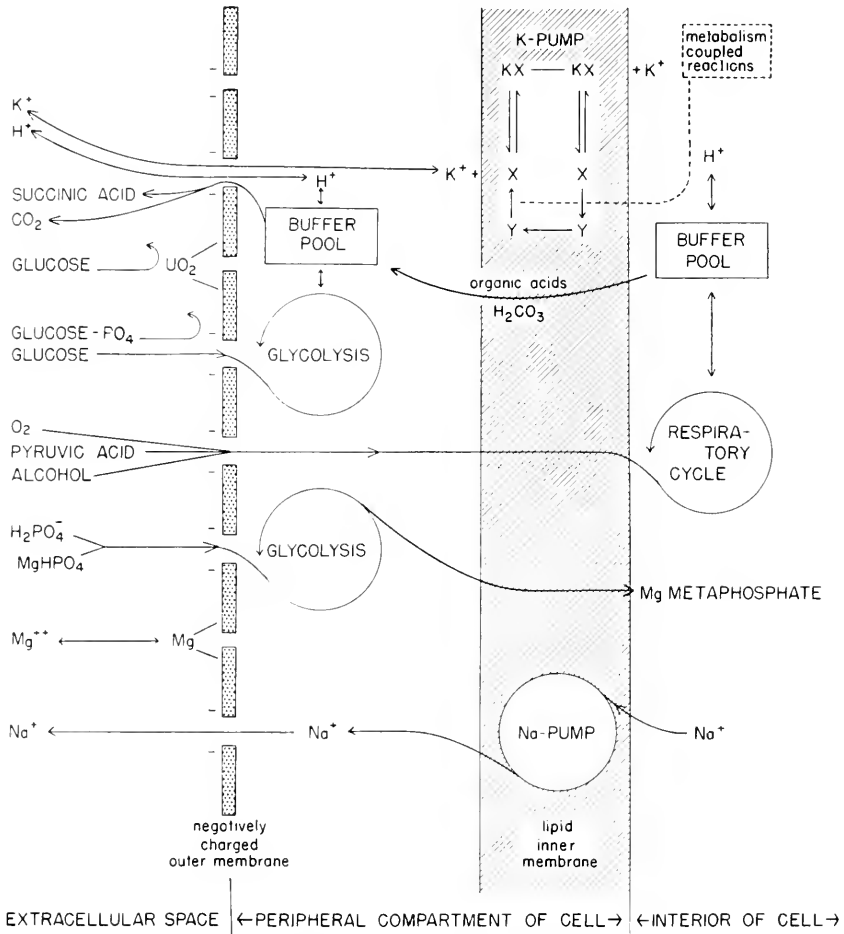 K-PUMP
KX — KX + K⁺
metabalism
coupled
reactions
K⁺
H⁺
H⁺
K⁺ + X X
H⁺
SUCCINIC ACID
CO₂
BUFFER
POOL
Y ← Y
BUFFER
POOL
GLUCOSE UO₂
organic acids
H₂CO₃
GLUCOSE-PO₄
GLUCOSE
GLYCOLYSIS
O₂
PYRUVIC ACID
ALCOHOL
RESPIRA-
TORY
CYCLE
H₂PO₄⁻
MgHPO₄
GLYCOLYSIS
Mg METAPHOSPHATE
Mg⁺⁺ ↔ Mg
Na⁺ Na⁺ Na-PUMP Na⁺
negatively
charged
outer membrane
lipid
inner
membrane
EXTRACELLULAR SPACE ←PERIPHERAL COMPARTMENT OF CELL→ ←INTERIOR OF CELL→